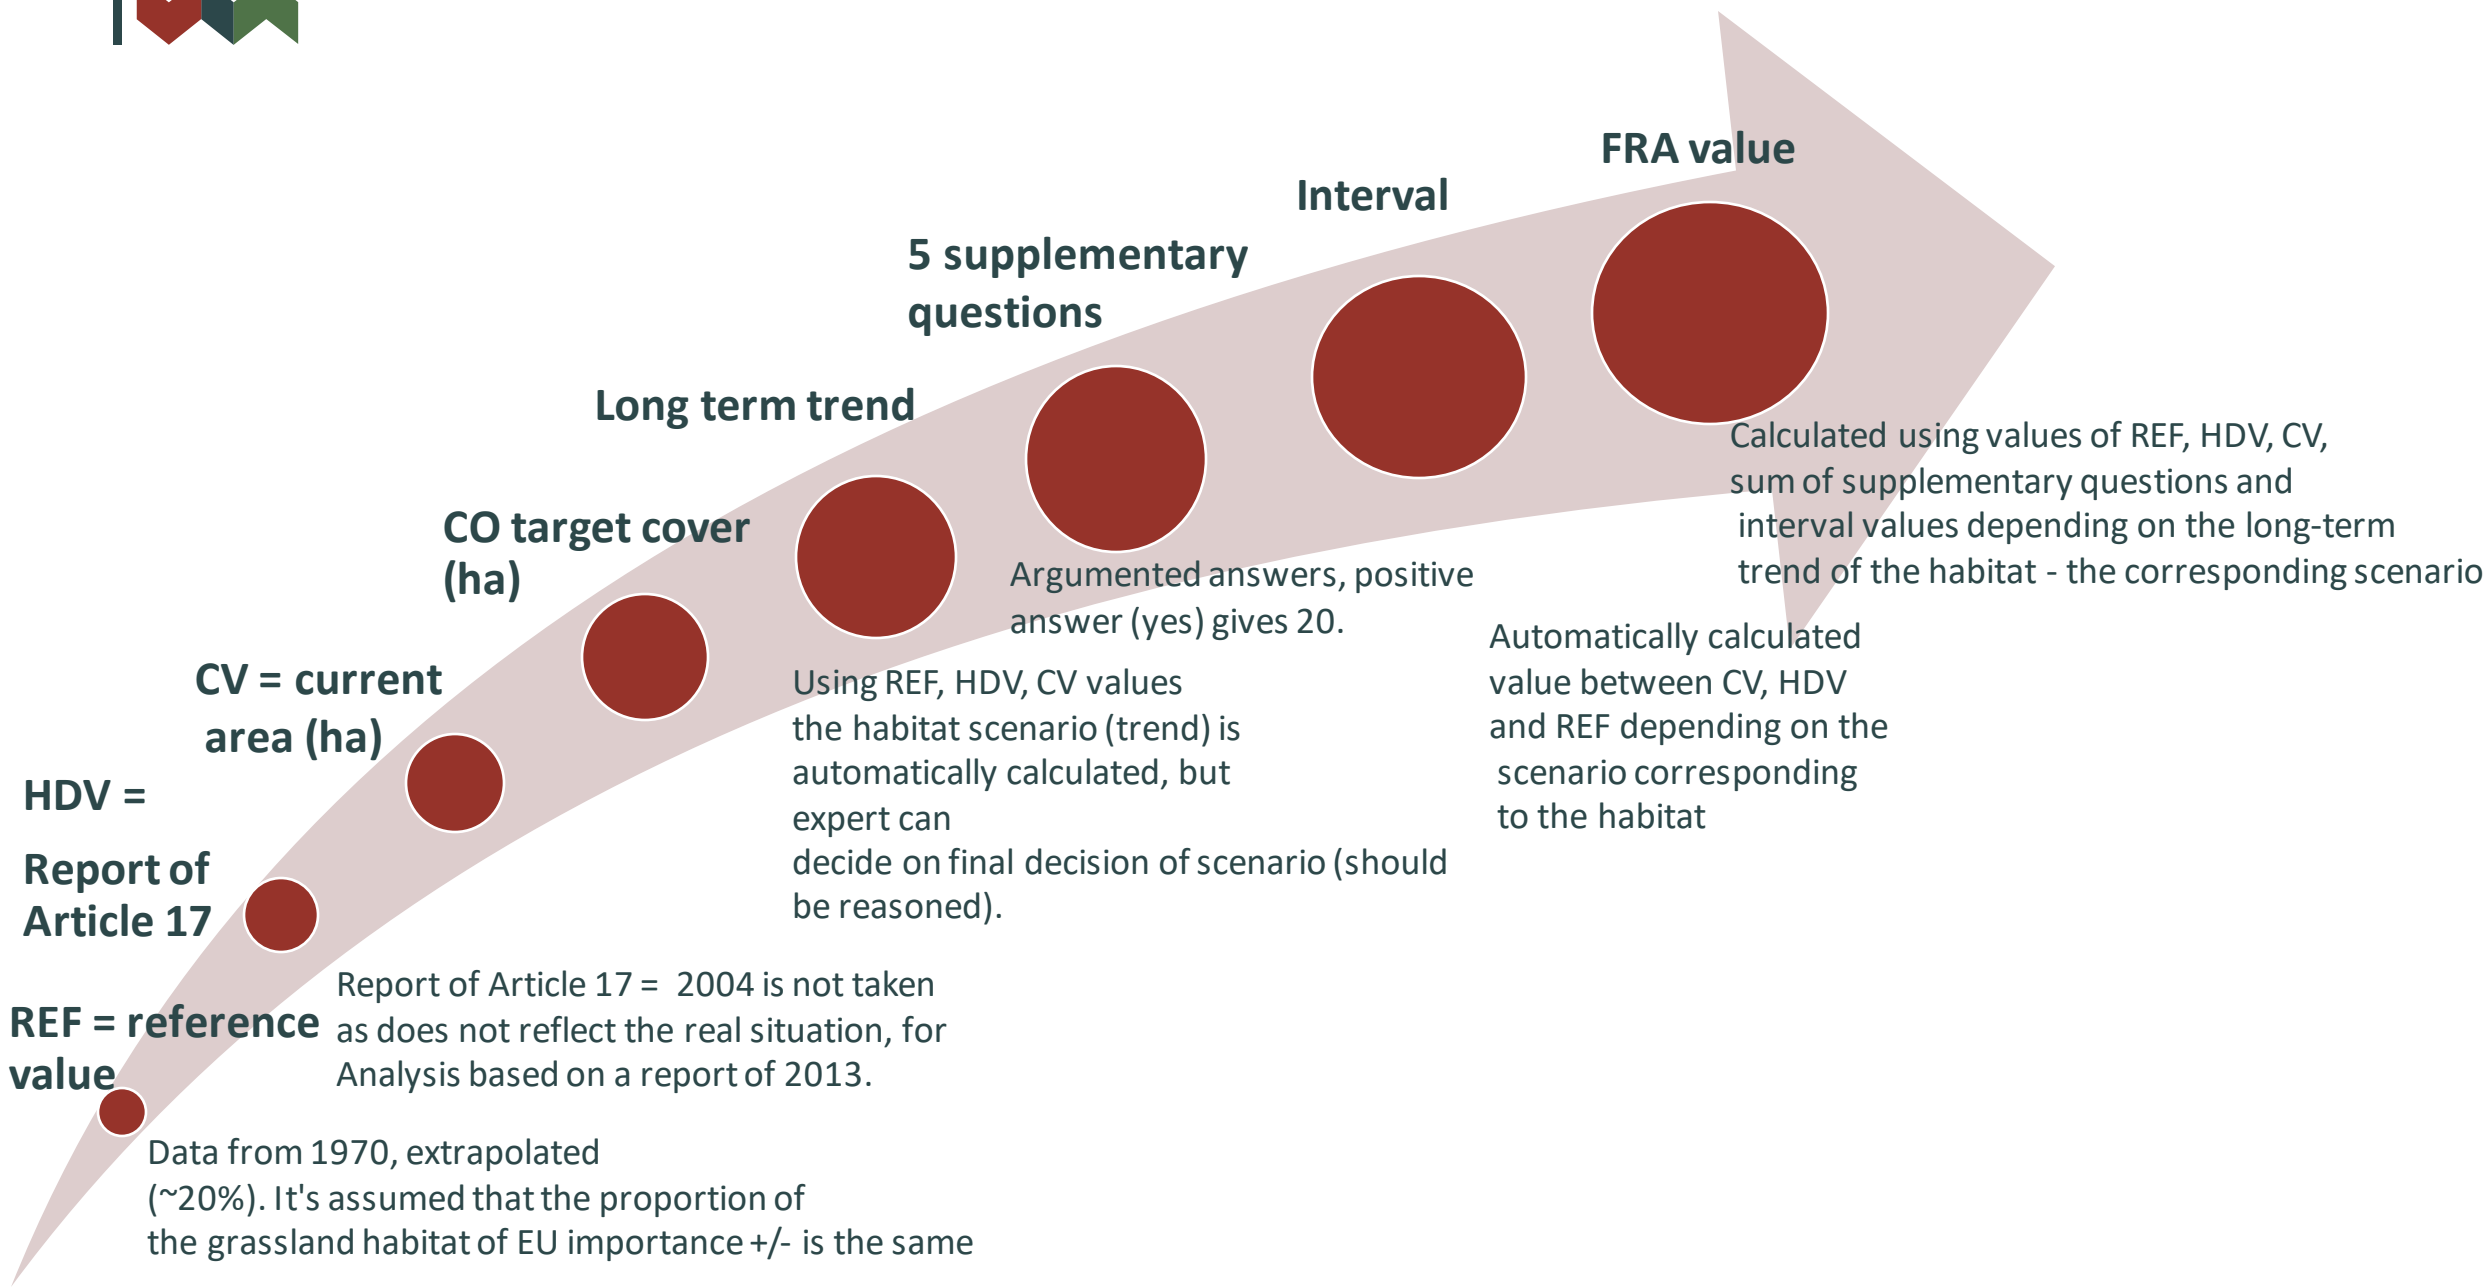 FRA value
Interval
5 supplementary
questions
Long term trend
CO target cover
(ha)
CV = current
area (ha)
HDV =
Report of
Article 17
REF = reference
value
Calculated using values of REF, HDV, CV,
sum of supplementary questions and
interval values depending on the long-term
trend of the habitat - the corresponding scenario
Argumented answers, positive
answer (yes) gives 20.
Automatically calculated
value between CV, HDV
and REF depending on the
scenario corresponding
to the habitat
Using REF, HDV, CV values
the habitat scenario (trend) is
automatically calculated, but
expert can
decide on final decision of scenario (should
be reasoned).
Report of Article 17 = 2004 is not taken
as does not reflect the real situation, for
Analysis based on a report of 2013.
Data from 1970, extrapolated
(~20%). It's assumed that the proportion of
the grassland habitat of EU importance +/- is the same